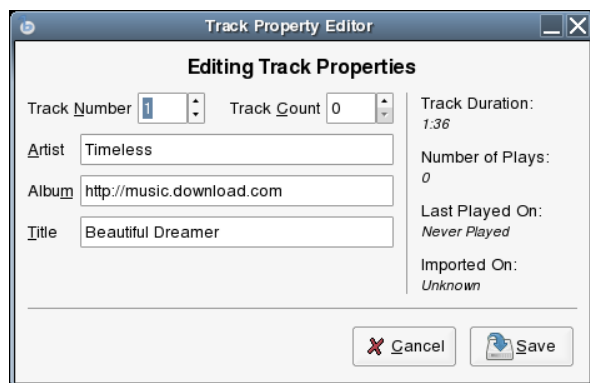 Track Property Editor
Editing Track Properties
Track Number 1 Track Count 0
Artist Timeless
Album http://music.download.com
Title Beautiful Dreamer
Track Duration:
1:36
Number of Plays:
0
Last Played On:
Never Played
Imported On:
Unknown
Cancel Save